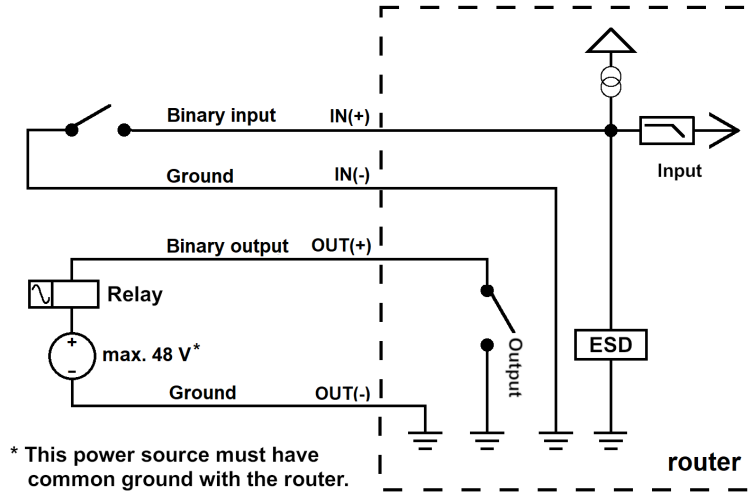 Binary input IN(+)
Input
Ground IN(-)
Binary output OUT(+)
Relay
+
max. 48 V*
–
Output
ESD
Ground OUT(-)
* This power source must have
common ground with the router.
router